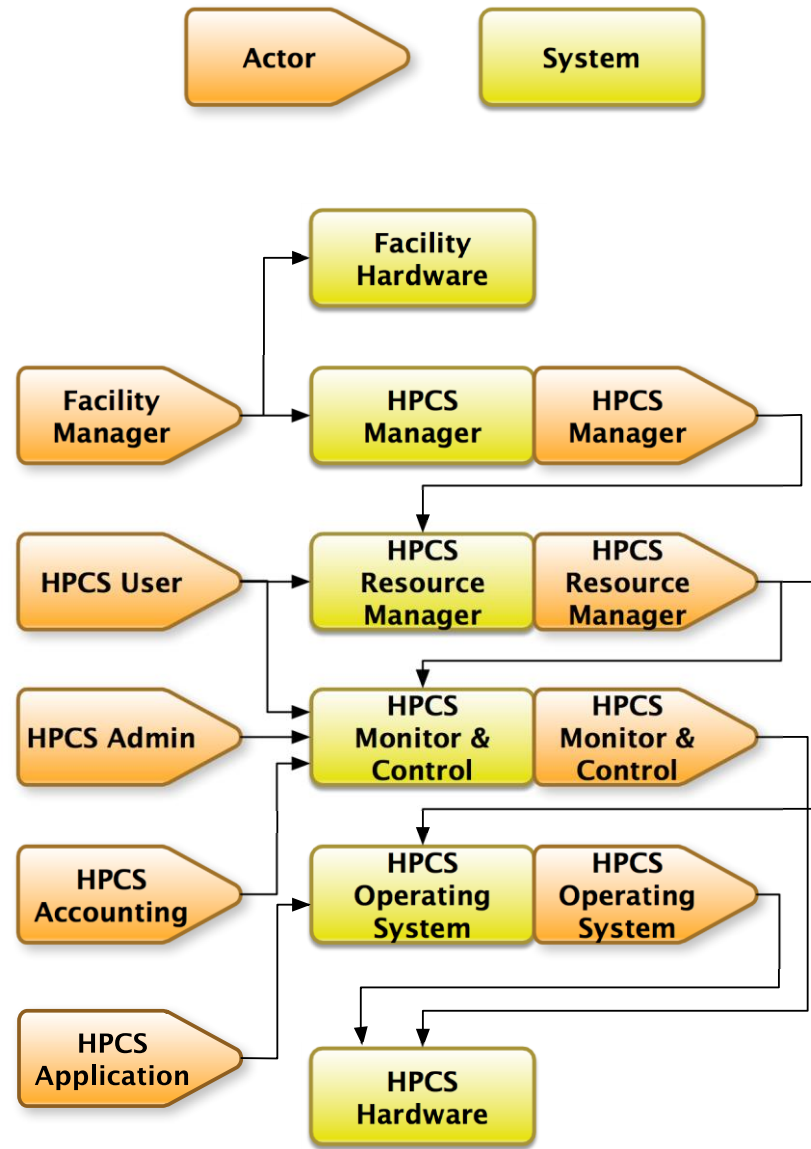 Actor
System
Facility
Hardware
Facility
Manager
HPCS
Manager
HPCS
Manager
HPCS User
HPCS
Resource
Manager
HPCS
Resource
Manager
HPCS Admin
HPCS
Monitor &
Control
HPCS
Monitor &
Control
HPCS
Accounting
HPCS
Operating
System
HPCS
Operating
System
HPCS
Application
HPCS
Hardware